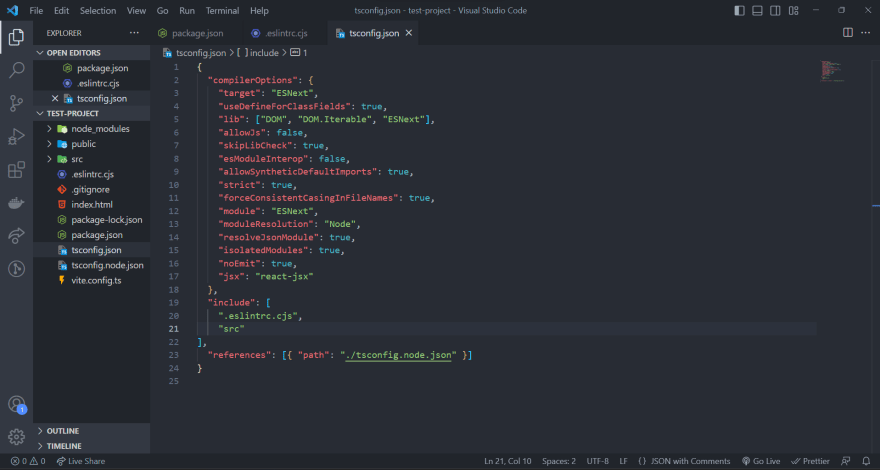 File Edit Selection View Go Run Terminal Help
tsconfig.json - test-project - Visual Studio Code
EXPLORER
package.json
.eslintrc.cjs
tsconfig.json
OPEN EDITORS
package.json
.eslintrc.cjs
tsconfig.json
TEST-PROJECT
node_modules
public
src
.eslintrc.cjs
.gitignore
index.html
package-lock.json
package.json
tsconfig.json
tsconfig.node.json
vite.config.ts
OUTLINE
TIMELINE
tsconfig.json > [ ] include > 1
1 {
2 "compilerOptions": {
3 "target": "ESNext",
4 "useDefineForClassFields": true,
5 "lib": ["DOM", "DOM.Iterable", "ESNext"],
6 "allowJs": false,
7 "skipLibCheck": true,
8 "esModuleInterop": false,
9 "allowSyntheticDefaultImports": true,
10 "strict": true,
11 "forceConsistentCasingInFileNames": true,
12 "module": "ESNext",
13 "moduleResolution": "Node",
14 "resolveJsonModule": true,
15 "isolatedModules": true,
16 "noEmit": true,
17 "jsx": "react-jsx"
18 },
19 "include": [
20 ".eslintrc.cjs",
21 "src"
22 ],
23 "references": [{ "path": "./tsconfig.node.json" }]
24 }
25
1
0 0 Live Share
Ln 21, Col 10 Spaces: 2 UTF-8 LF { } JSON with Comments Go Live Prettier